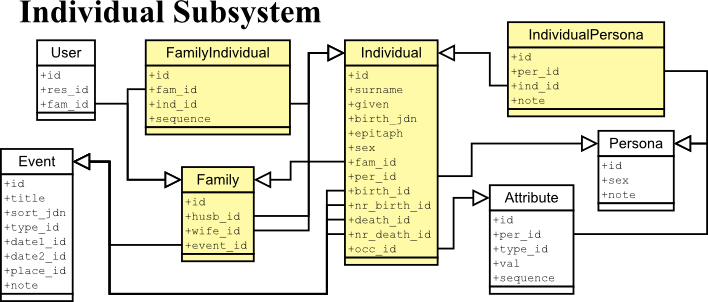 Individual Subsystem
User
+id
+res_id
+fam_id
FamilyIndividual
+id
+fam_id
+ind_id
+sequence
Individual
+id
+surname
+given
+birth_jdn
+epitaph
+sex
+fam_id
+per_id
+birth_id
+nr_birth_id
+death_id
+nr_death_id
+occ_id
IndividualPersona
+id
+per_id
+ind_id
+note
Persona
+id
+sex
+note
Event
+id
+title
+sort_jdn
+type_id
+date1_id
+date2_id
+place_id
+note
Family
+id
+husb_id
+wife_id
+event_id
Attribute
+id
+per_id
+type_id
+val
+sequence